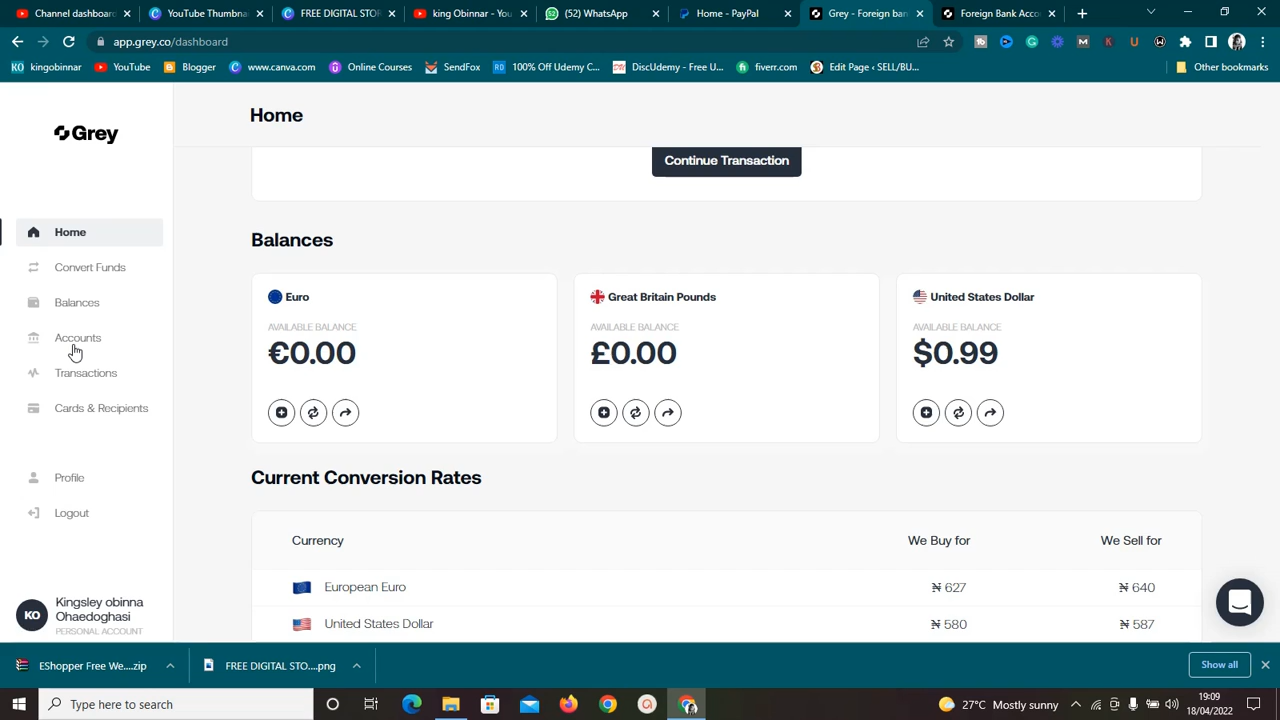 Channel dashboard
YouTube Thumbna
FREE DIGITAL STOR
king Obinnar - You
(52) WhatsApp
Home - PayPal
Grey - Foreign ban
Foreign Bank Acco
app.grey.co/dashboard
kingobinnar
YouTube
Blogger
www.canva.com
Online Courses
SendFox
100% Off Udemy C...
DiscUdemy - Free U...
fiverr.com
Edit Page ‹ SELL/BU...
Other bookmarks
Grey
Home
Continue Transaction
Home
Convert Funds
Balances
Accounts
Transactions
Cards & Recipients
Profile
Logout
KO
Kingsley obinna
Ohaedoghasi
PERSONAL ACCOUNT
Balances
Euro
AVAILABLE BALANCE
€0.00
Great Britain Pounds
AVAILABLE BALANCE
£0.00
United States Dollar
AVAILABLE BALANCE
$0.99
Current Conversion Rates
Currency We Buy for We Sell for
European Euro ₦ 627 ₦ 640
United States Dollar ₦ 580 ₦ 587
EShopper Free We....zip
FREE DIGITAL STO....png
Show all
Type here to search
27°C Mostly sunny
19:09
18/04/2022